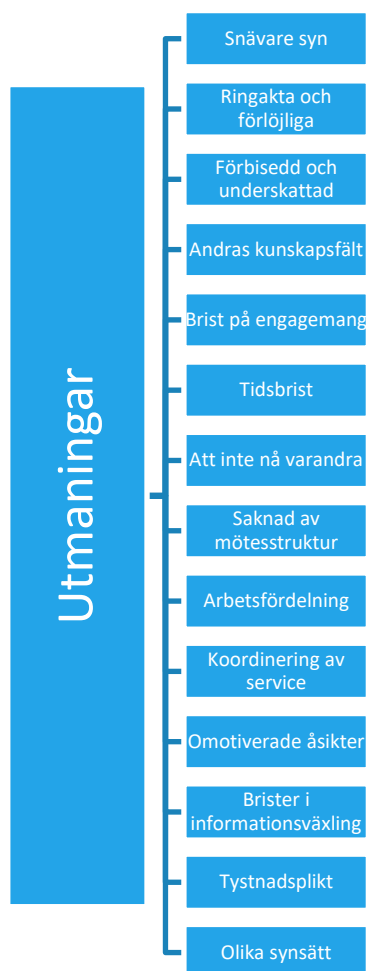 Utmaningar
Snävare syn
Ringakta och
förlöjliga
Förbisedd och
underskattad
Andras kunskapsfält
Brist på engagemang
Tidsbrist
Att inte nå varandra
Saknad av
mötesstruktur
Arbetsfördelning
Koordinering av
service
Omotiverade åsikter
Brister i
informationsväxling
Tystnadsplikt
Olika synsätt